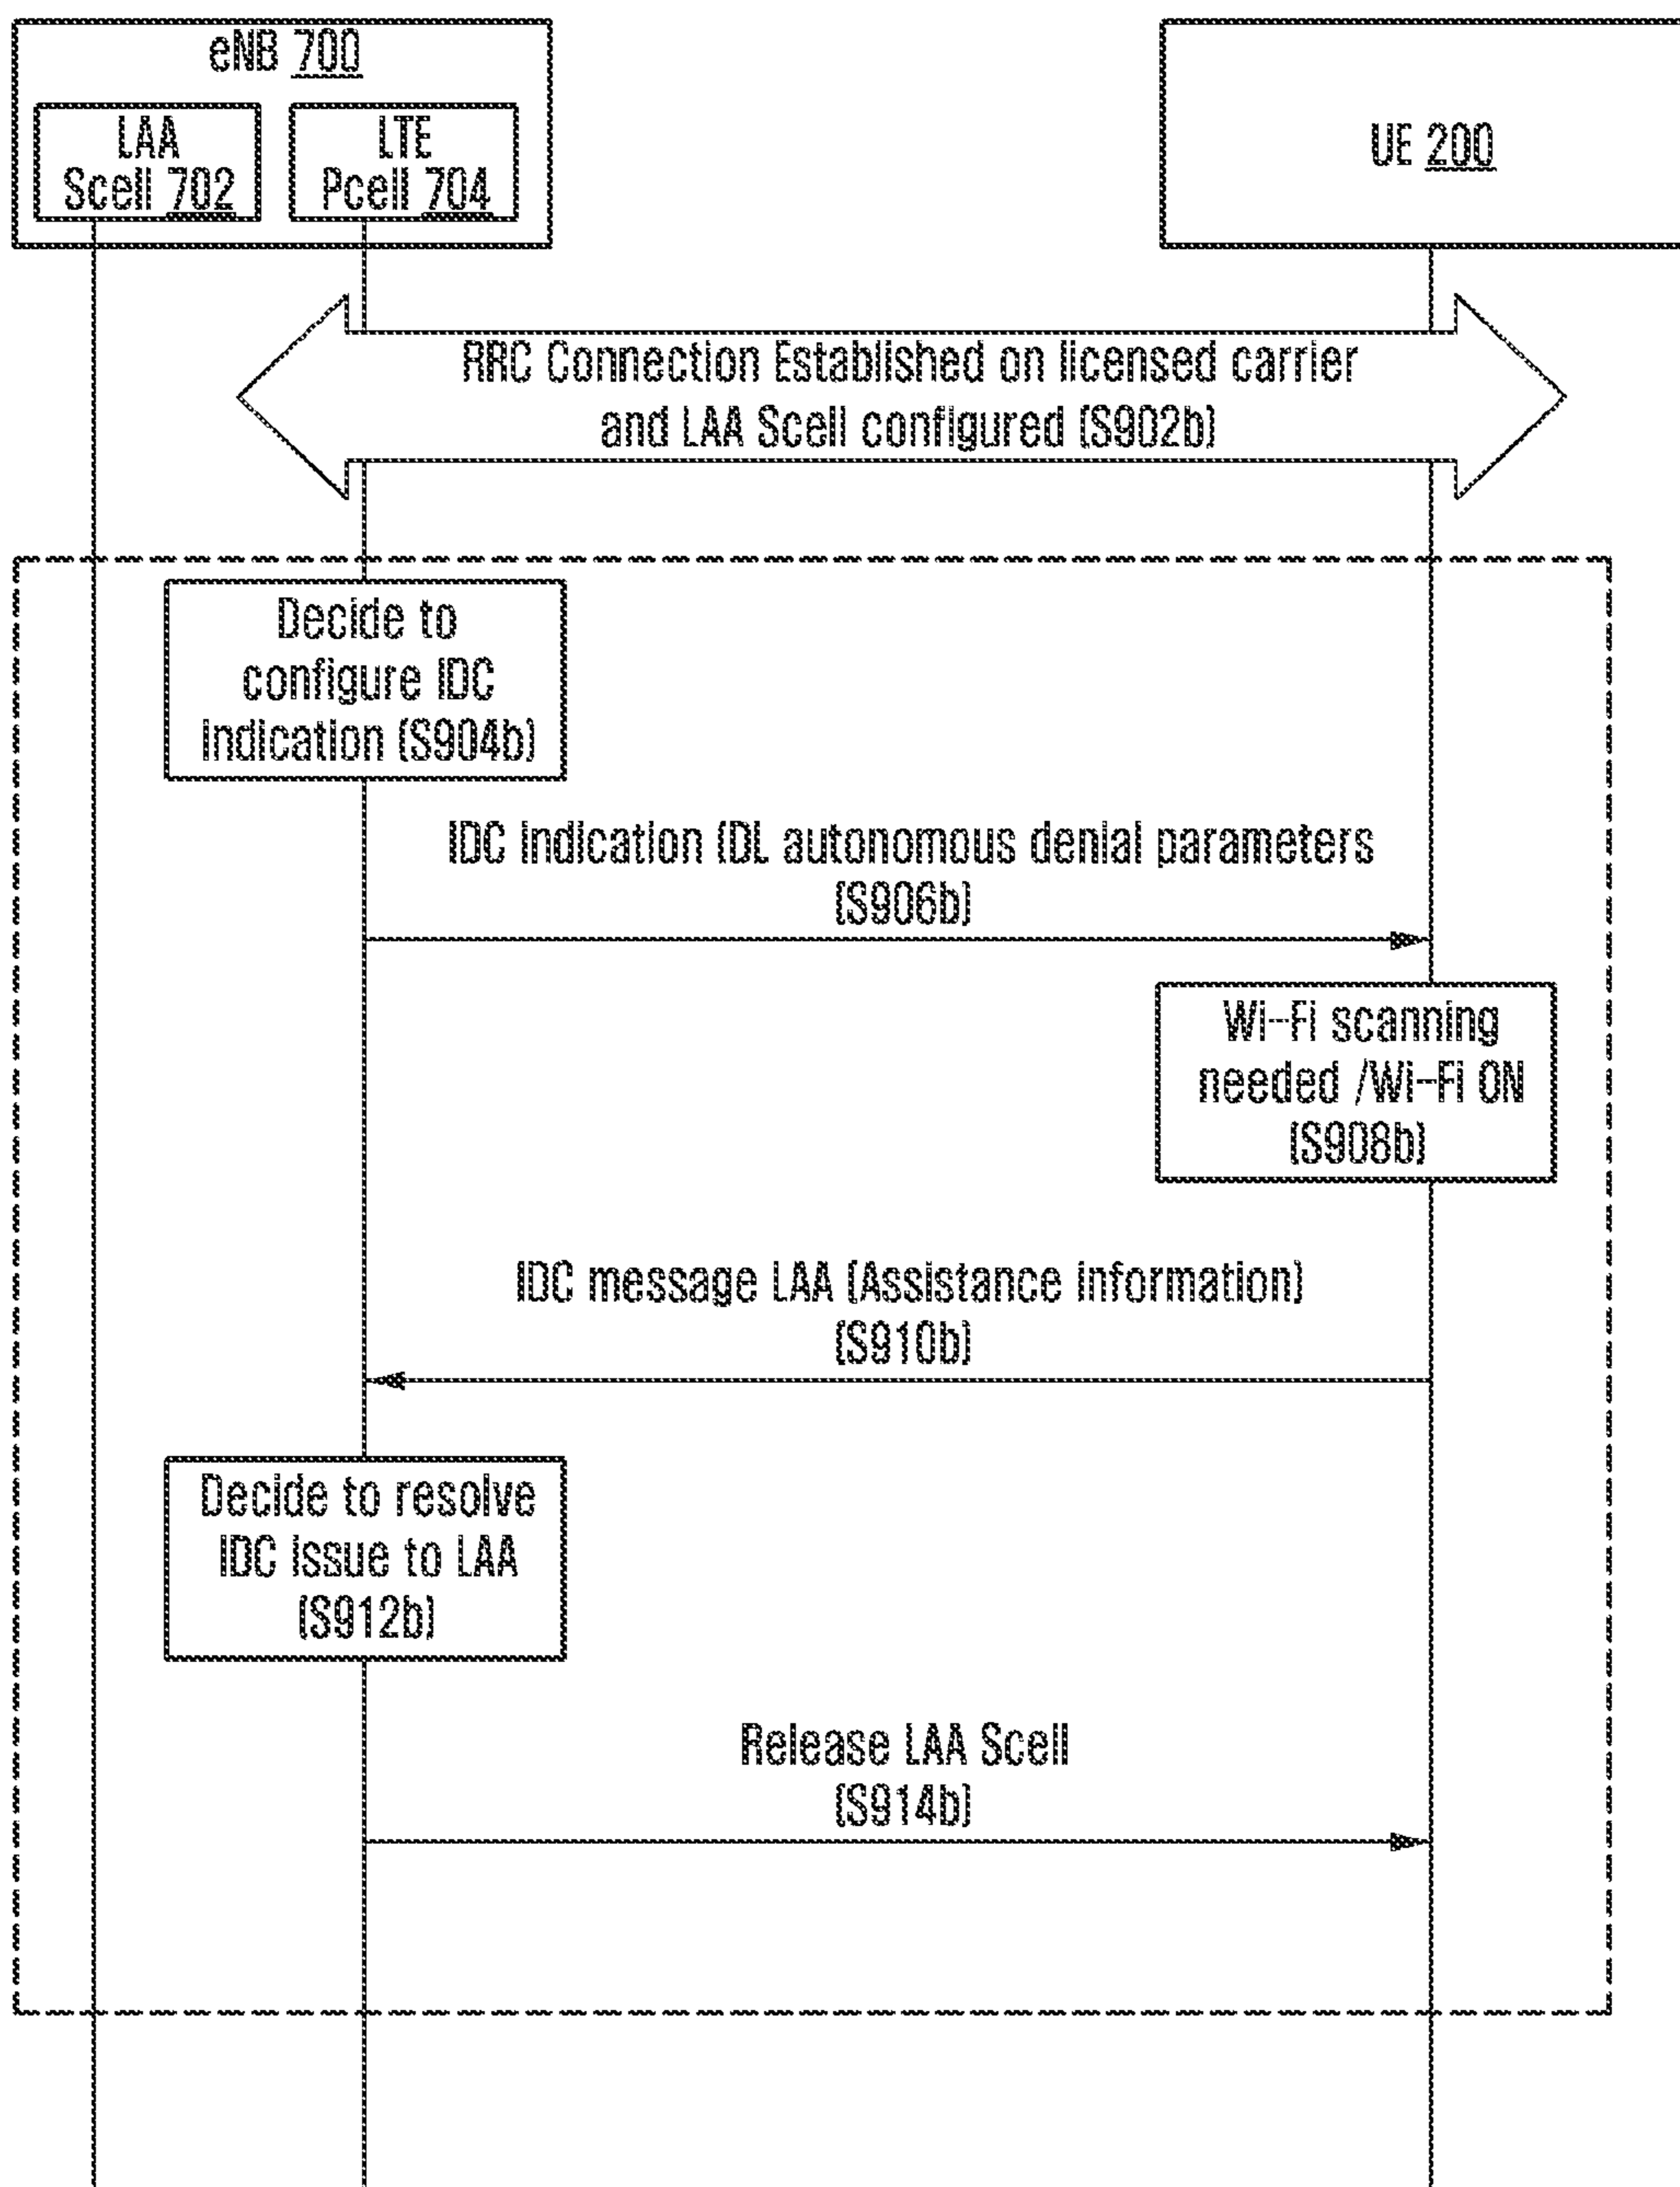 eNB 700
LAA
Scell 702
LTE
Pcell 704
UE 200
RRC Connection Established on licensed carrier
and LAA Scell configured (S902b)
Decide to
configure IDC
indication (S904b)
IDC indication (DL autonomous denial parameters
(S906b)
Wi-Fi scanning
needed /Wi-Fi ON
(S908b)
IDC message LAA (Assistance information)
(S910b)
Decide to resolve
IDC issue to LAA
(S912b)
Release LAA Scell
(S914b)